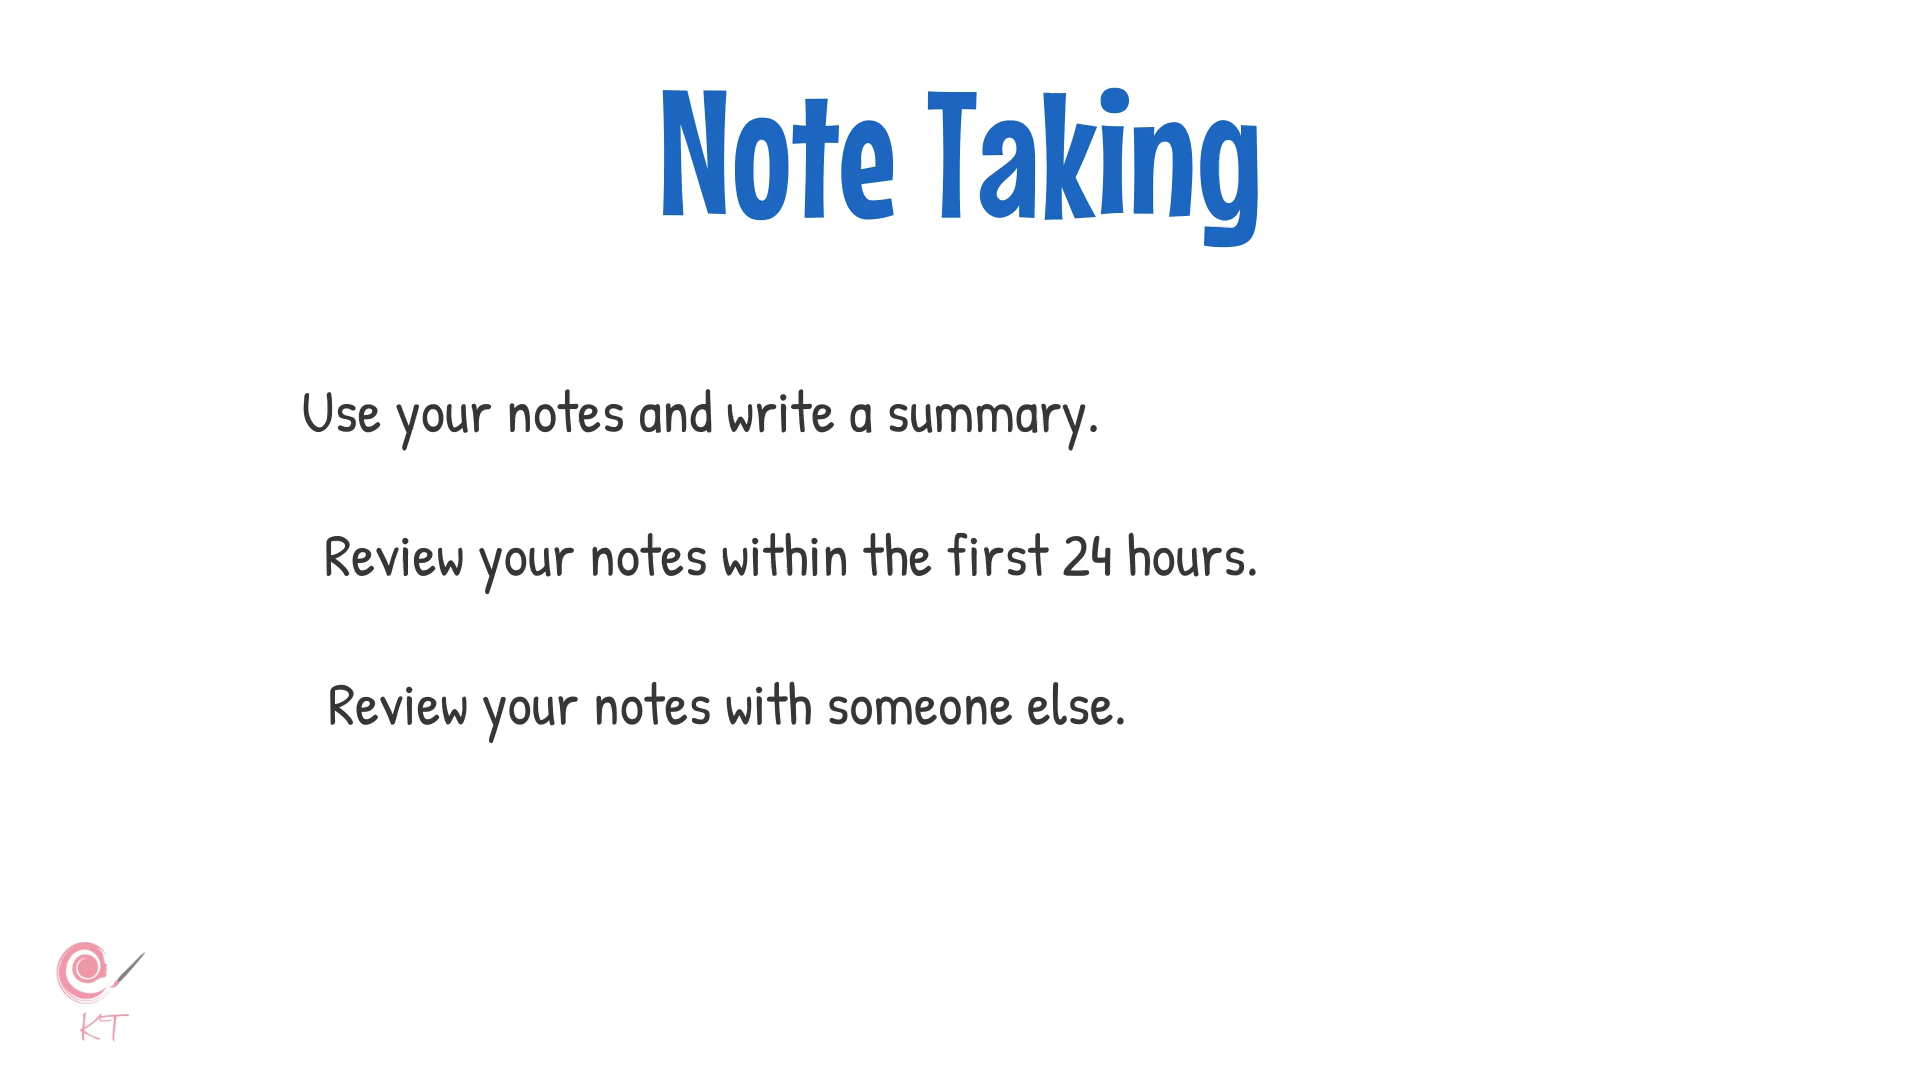 Note Taking
Use your notes and write a summary.
Review your notes within the first 24 hours.
Review your notes with someone else.
KT